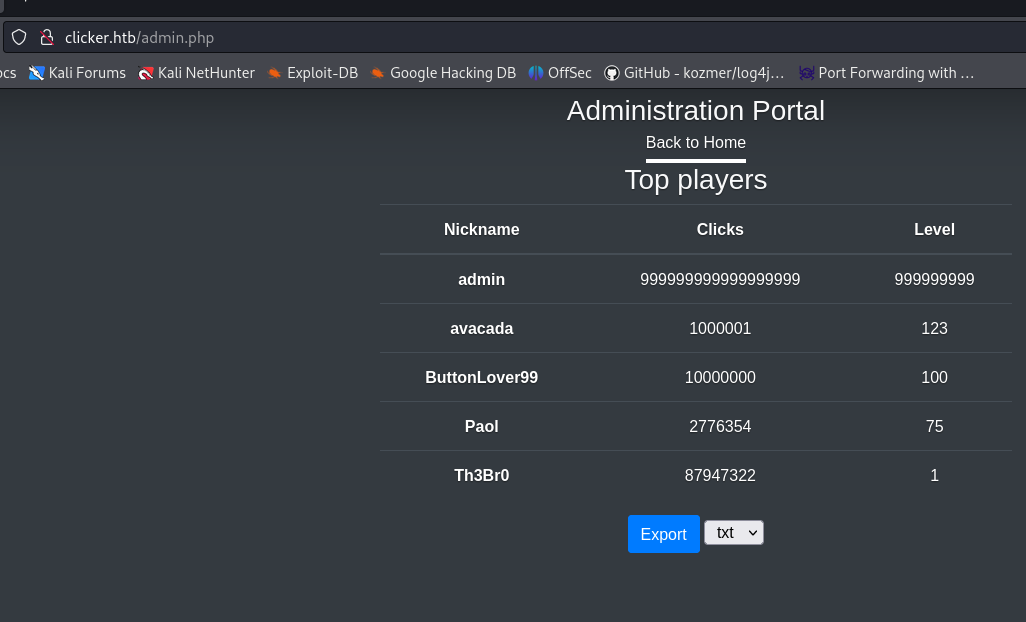 clicker.htb/admin.php
ocs Kali Forums Kali NetHunter Exploit-DB Google Hacking DB OffSec GitHub - kozmer/log4j... Port Forwarding with ...
Administration Portal
Back to Home
Top players
Nickname Clicks Level
admin 999999999999999999 999999999
avacada 1000001 123
ButtonLover99 10000000 100
Paol 2776354 75
Th3Br0 87947322 1
Export txt